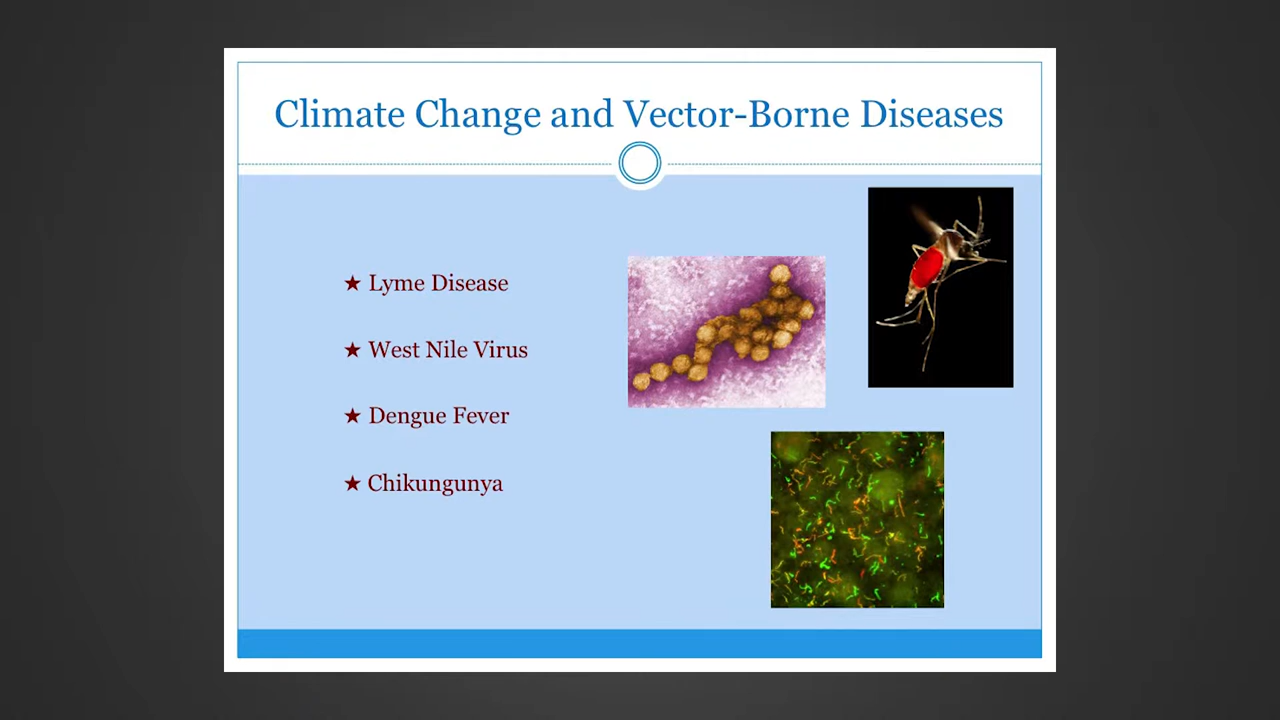 Climate Change and Vector-Borne Diseases
★ Lyme Disease
★ West Nile Virus
★ Dengue Fever
★ Chikungunya